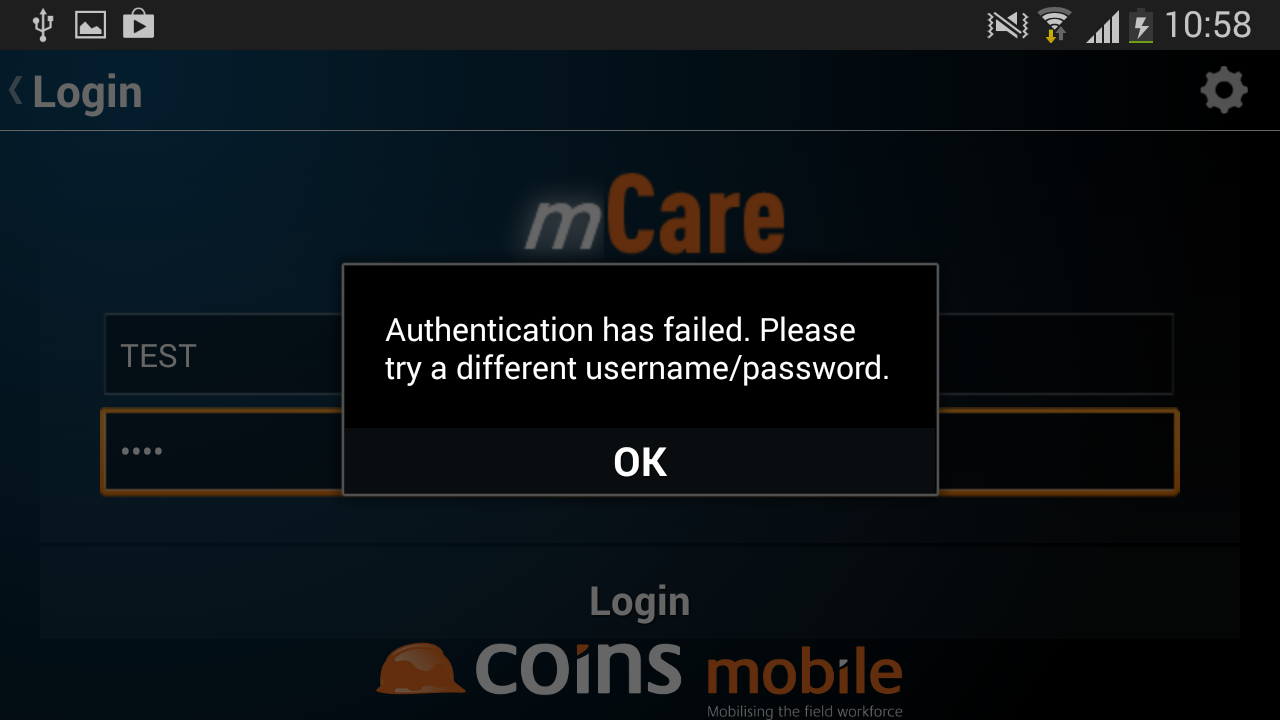 10:58
Login
mCare
TEST
Authentication has failed. Please
try a different username/password.
OK
Login
coins mobile
Mobilising the field workforce